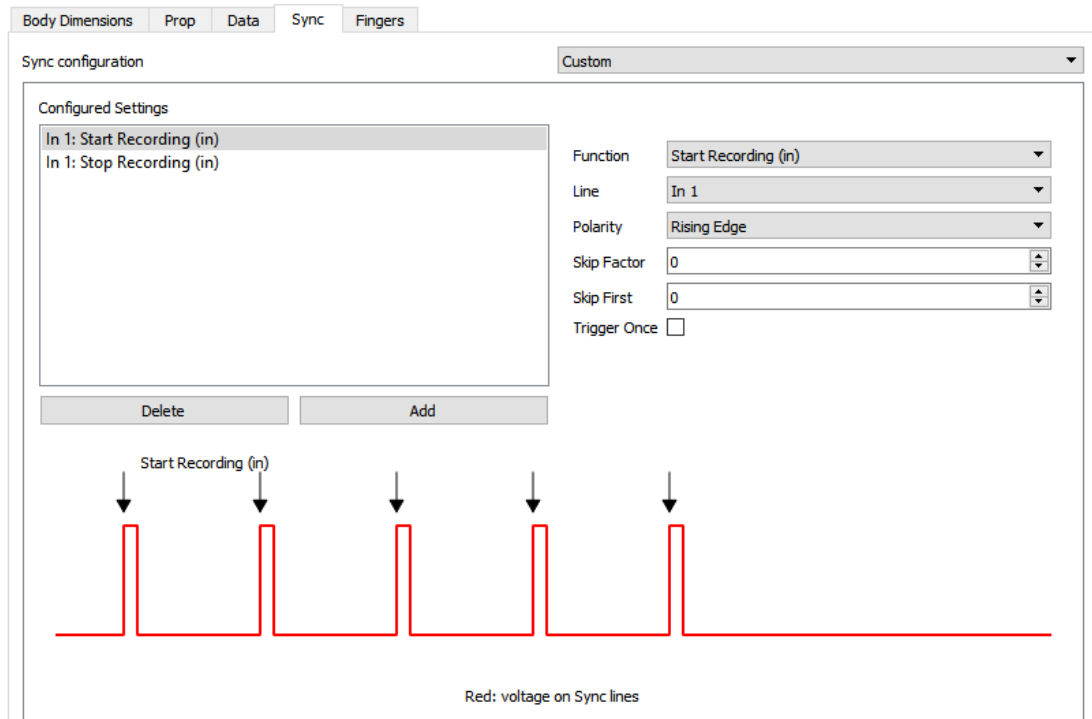 Body Dimensions Prop Data Sync Fingers
Sync configuration Custom
Configured Settings
In 1: Start Recording (in)
In 1: Stop Recording (in)
Function Start Recording (in)
Line In 1
Polarity Rising Edge
Skip Factor 0
Skip First 0
Trigger Once
Delete Add
Start Recording (in)
Red: voltage on Sync lines